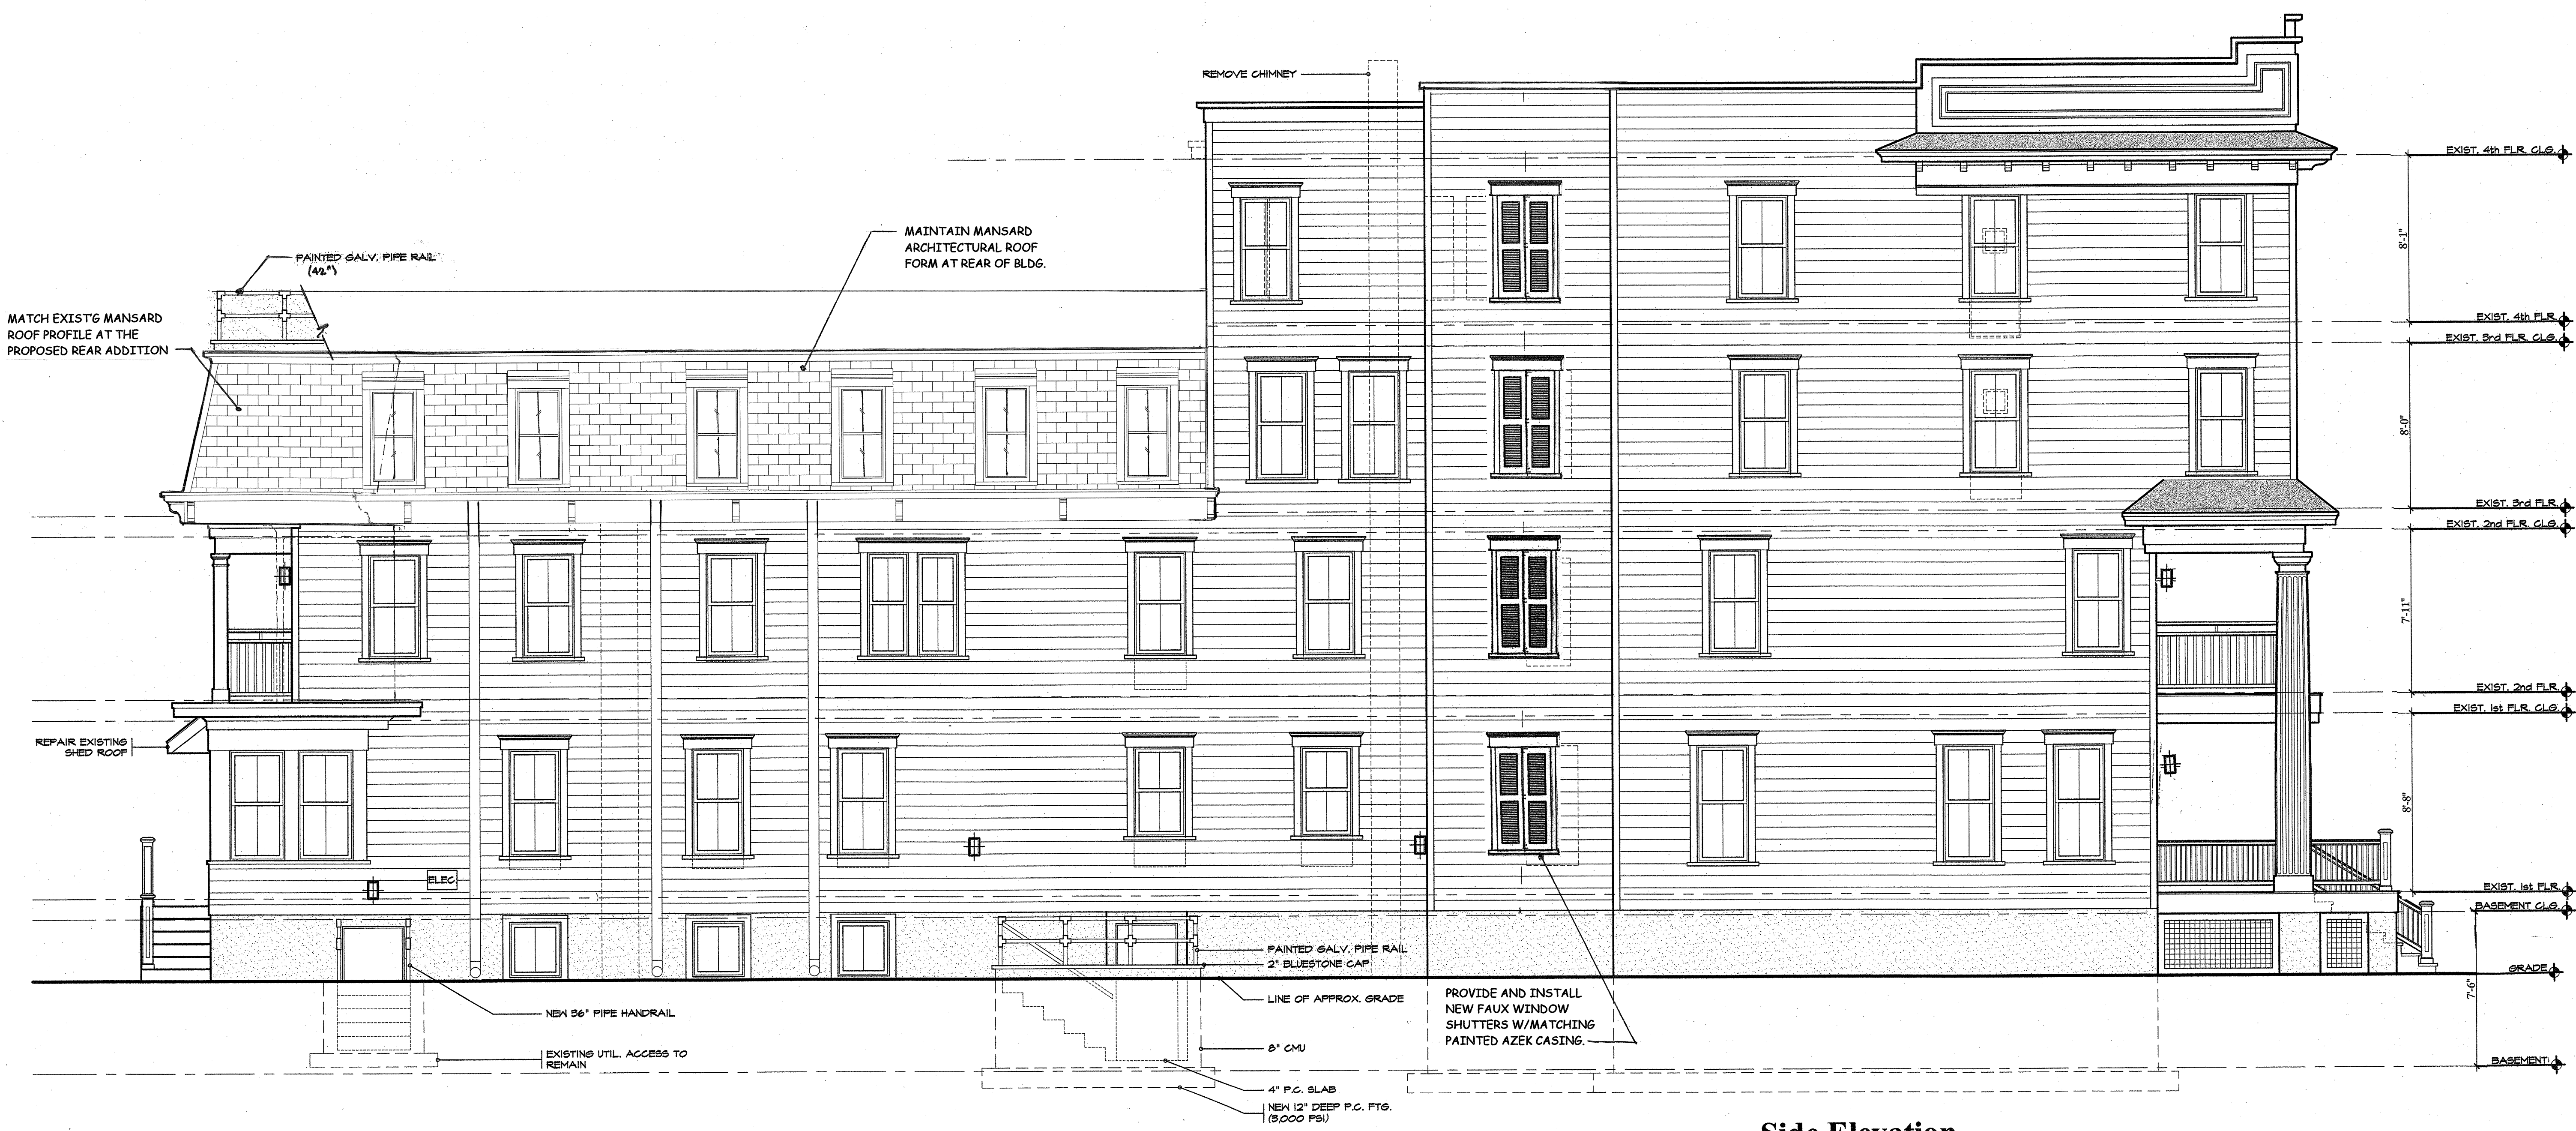 REMOVE CHIMNEY
EXIST. 4th FLR. CLG.
MAINTAIN MANSARD
ARCHITECTURAL ROOF
FORM AT REAR OF BLDG.
8'-1"
PAINTED GALV. PIPE RAIL
(42")
MATCH EXIST'G MANSARD
ROOF PROFILE AT THE
PROPOSED REAR ADDITION
EXIST. 4th FLR.
EXIST. 3rd FLR. CLG.
8'-0"
EXIST. 3rd FLR.
EXIST. 2nd FLR. CLG.
7'-11"
EXIST. 2nd FLR.
EXIST. 1st FLR. CLG.
REPAIR EXISTING
SHED ROOF
8'-8"
ELEC
EXIST. 1st FLR.
BASEMENT CLG.
PAINTED GALV. PIPE RAIL
2" BLUESTONE CAP
GRADE
LINE OF APPROX. GRADE
7'-6"
NEW 36" PIPE HANDRAIL
PROVIDE AND INSTALL
NEW FAUX WINDOW
SHUTTERS W/MATCHING
PAINTED AZEK CASING.
8" CMU
EXISTING UTIL. ACCESS TO
REMAIN
BASEMENT
4" P.C. SLAB
NEW 12" DEEP P.C. FTG.
(3,000 PSI)
Side Elevation